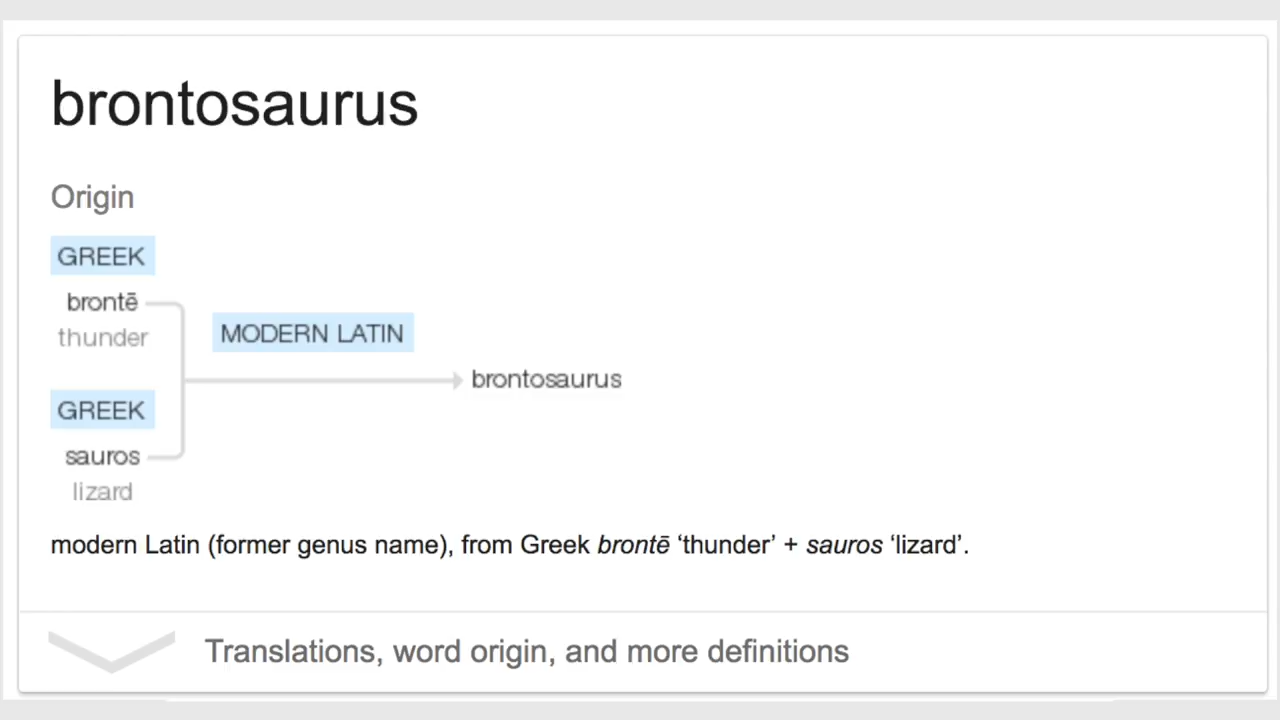 brontosaurus
Origin
GREEK
brontē
thunder
MODERN LATIN
brontosaurus
GREEK
sauros
lizard
modern Latin (former genus name), from Greek brontē ‘thunder’ + sauros ‘lizard’.
Translations, word origin, and more definitions